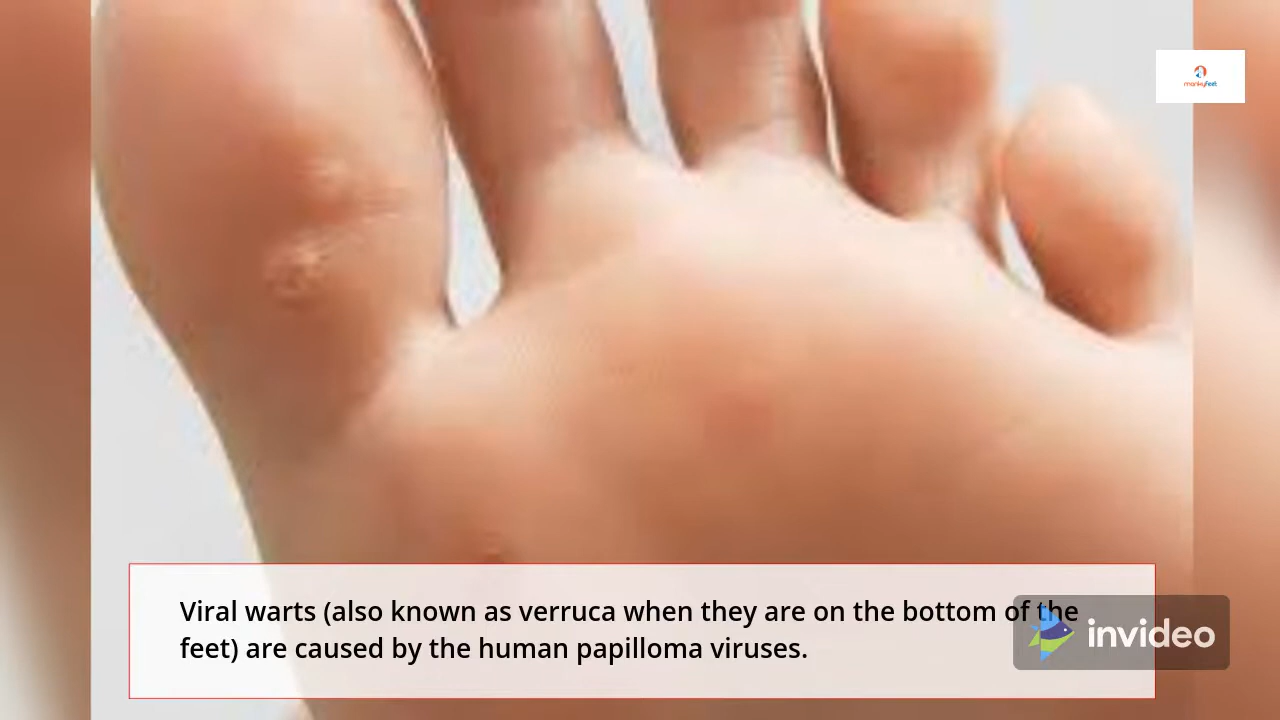 mankyfeet
Viral warts (also known as verruca when they are on the bottom of the
feet) are caused by the human papilloma viruses.
invideo